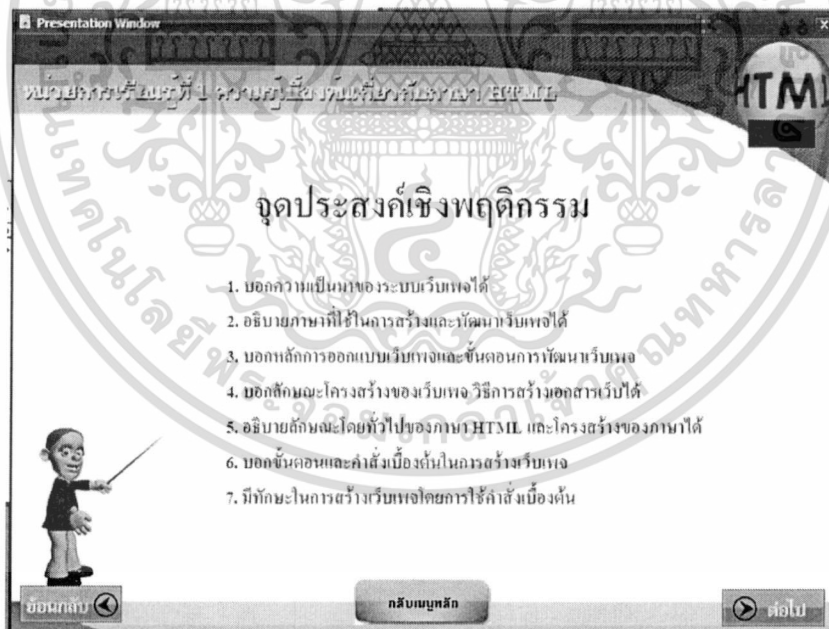 Presentation Window
หน่วยการเรียนรู้ที่ 1 ความรู้เบื้องต้นเกี่ยวกับภาษา HTML
HTML
จุดประสงค์เชิงพฤติกรรม
1. บอกความเป็นมาของระบบเว็บเพจได้
2. อธิบายภาษาที่ใช้ในการสร้างและพัฒนาเว็บเพจได้
3. บอกหลักการออกแบบเว็บเพจและขั้นตอนการพัฒนาเว็บเพจ
4. บอกลักษณะโครงสร้างของเว็บเพจ วิธีการสร้างเอกสารเว็บได้
5. อธิบายลักษณะโดยทั่วไปของภาษา HTML และโครงสร้างของภาษาได้
6. บอกขั้นตอนและคำสั่งเบื้องต้นในการสร้างเว็บเพจ
7. มีทักษะในการสร้างเว็บเพจโดยการใช้คำสั่งเบื้องต้น
ย้อนกลับ
กลับเมนูหลัก
ต่อไป